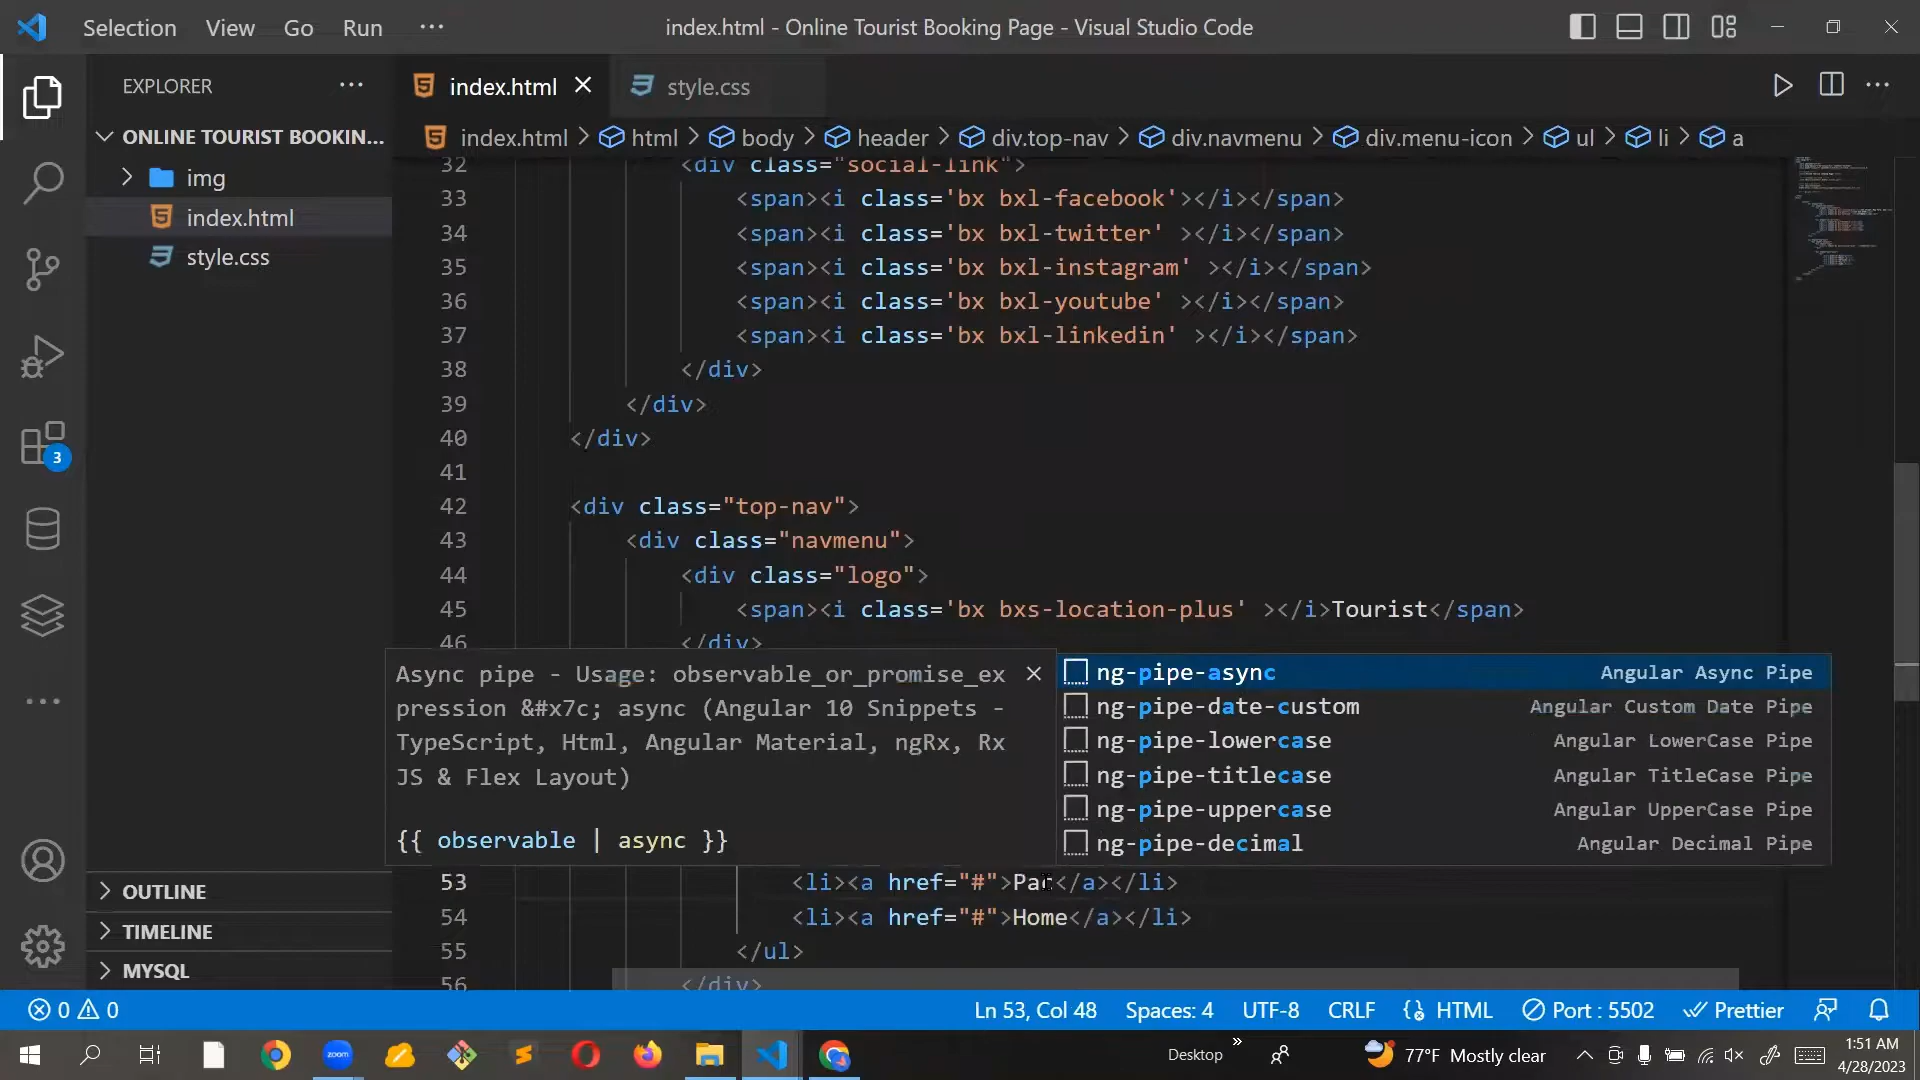 Selection View Go Run ··· index.html - Online Tourist Booking Page - Visual Studio Code
EXPLORER ··· index.html style.css
ONLINE TOURIST BOOKIN... index.html > html > body > header > div.top-nav > div.navmenu > div.menu-icon > ul > li > a
img
index.html
style.css
32 <div class="social-link">
33 <span><i class='bx bxl-facebook'></i></span>
34 <span><i class='bx bxl-twitter' ></i></span>
35 <span><i class='bx bxl-instagram' ></i></span>
36 <span><i class='bx bxl-youtube' ></i></span>
37 <span><i class='bx bxl-linkedin' ></i></span>
38 </div>
39 </div>
40 </div>
41
42 <div class="top-nav">
43 <div class="navmenu">
44 <div class="logo">
45 <span><i class='bx bxs-location-plus' ></i>Tourist</span>
46 </div>
Async pipe - Usage: observable_or_promise_ex
pression &#x7c; async (Angular 10 Snippets -
TypeScript, Html, Angular Material, ngRx, Rx
JS & Flex Layout)
{{ observable | async }}
ng-pipe-async Angular Async Pipe
ng-pipe-date-custom Angular Custom Date Pipe
ng-pipe-lowercase Angular LowerCase Pipe
ng-pipe-titlecase Angular TitleCase Pipe
ng-pipe-uppercase Angular UpperCase Pipe
ng-pipe-decimal Angular Decimal Pipe
53 <li><a href="#">Pac</a></li>
54 <li><a href="#">Home</a></li>
55 </ul>
56 </div>
3
OUTLINE
TIMELINE
MYSQL
0 0 Ln 53, Col 48 Spaces: 4 UTF-8 CRLF HTML Port : 5502 Prettier
zoom Desktop 77°F Mostly clear 1:51 AM
4/28/2023